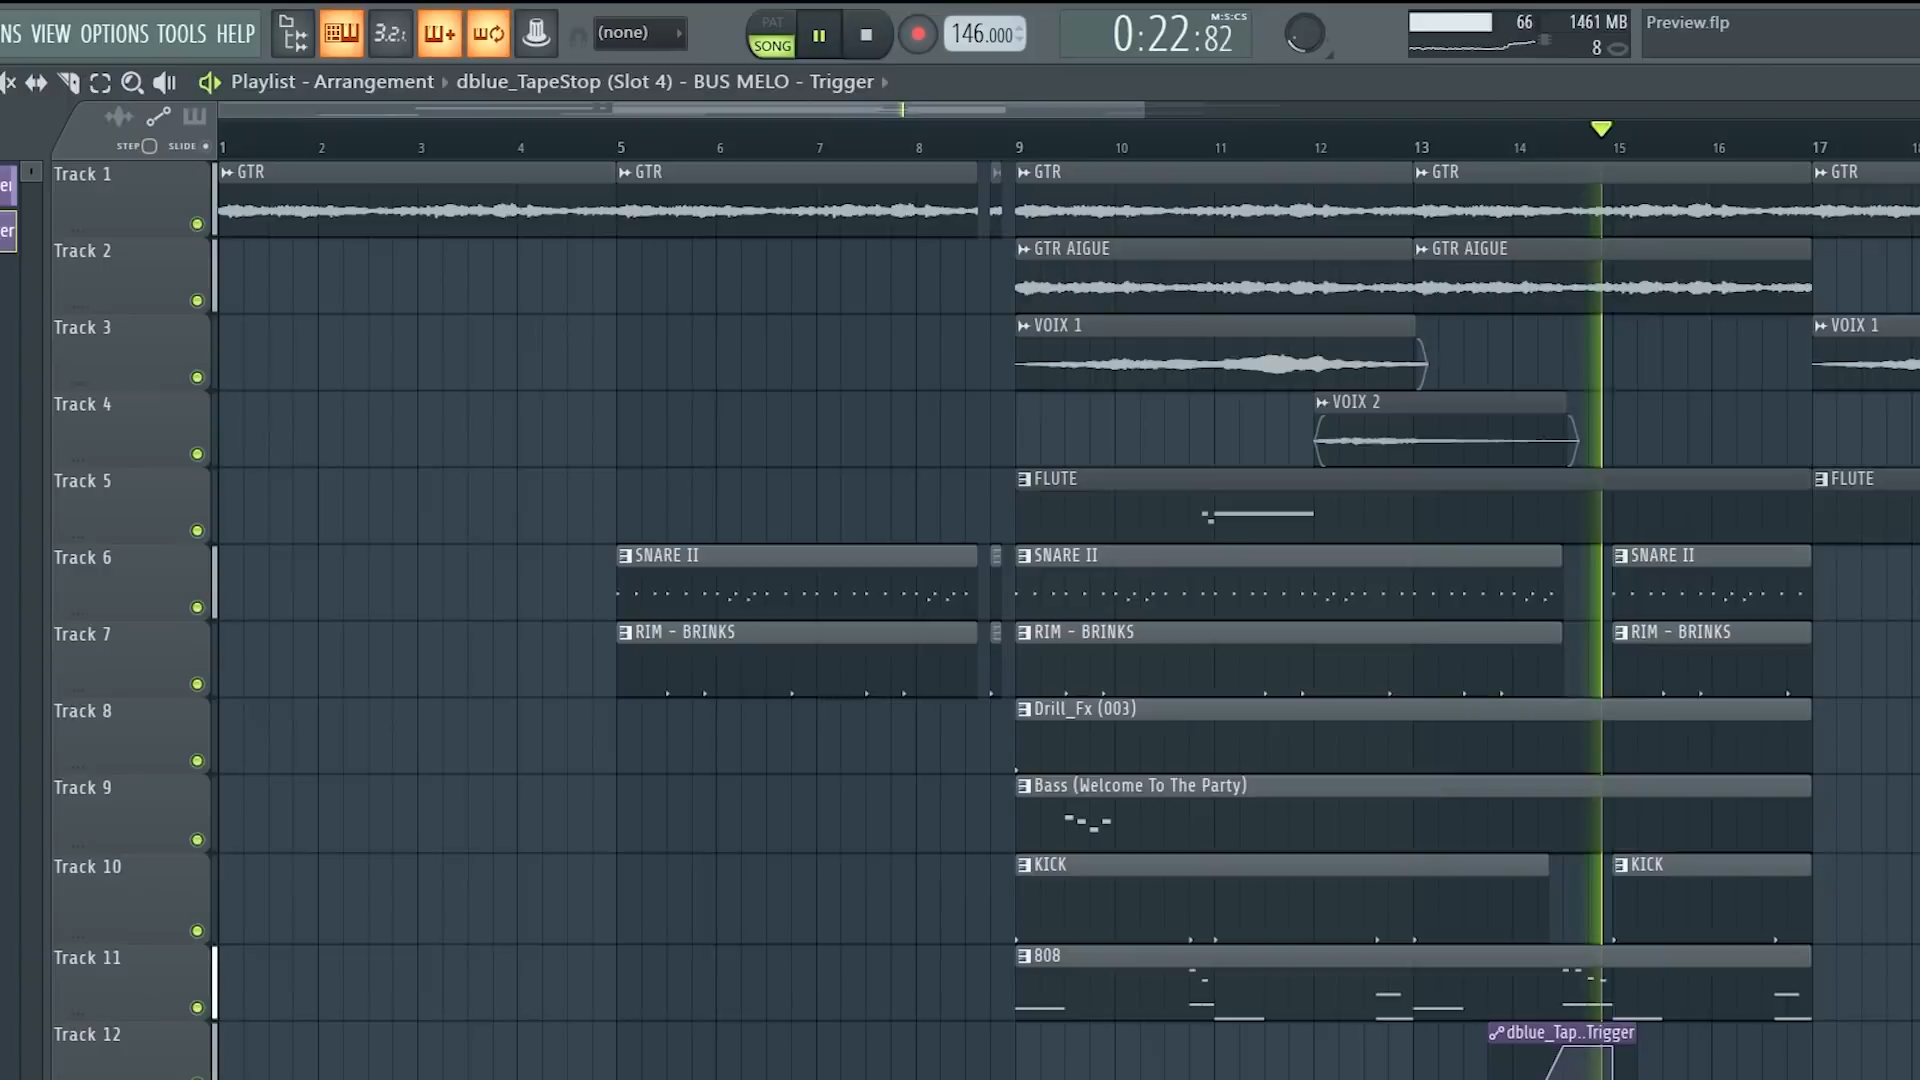 NS VIEW OPTIONS TOOLS HELP
3.2:
(none)
PAT
SONG
146.000
0:22:82
M:S:CS
66
1461 MB
8
Preview.flp
Playlist - Arrangement
dblue_TapeStop (Slot 4) - BUS MELO - Trigger
STEP
SLIDE
1 2 3 4 5 6 7 8 9 10 11 12 13 14 15 16 17
Track 1
GTR
GTR
GTR
GTR
GTR
Track 2
GTR AIGUE
GTR AIGUE
Track 3
VOIX 1
VOIX 1
Track 4
VOIX 2
Track 5
FLUTE
FLUTE
Track 6
SNARE II
SNARE II
SNARE II
Track 7
RIM - BRINKS
RIM - BRINKS
RIM - BRINKS
Track 8
Drill_Fx (003)
Track 9
Bass (Welcome To The Party)
Track 10
KICK
KICK
Track 11
808
Track 12
dblue_Tap..Trigger